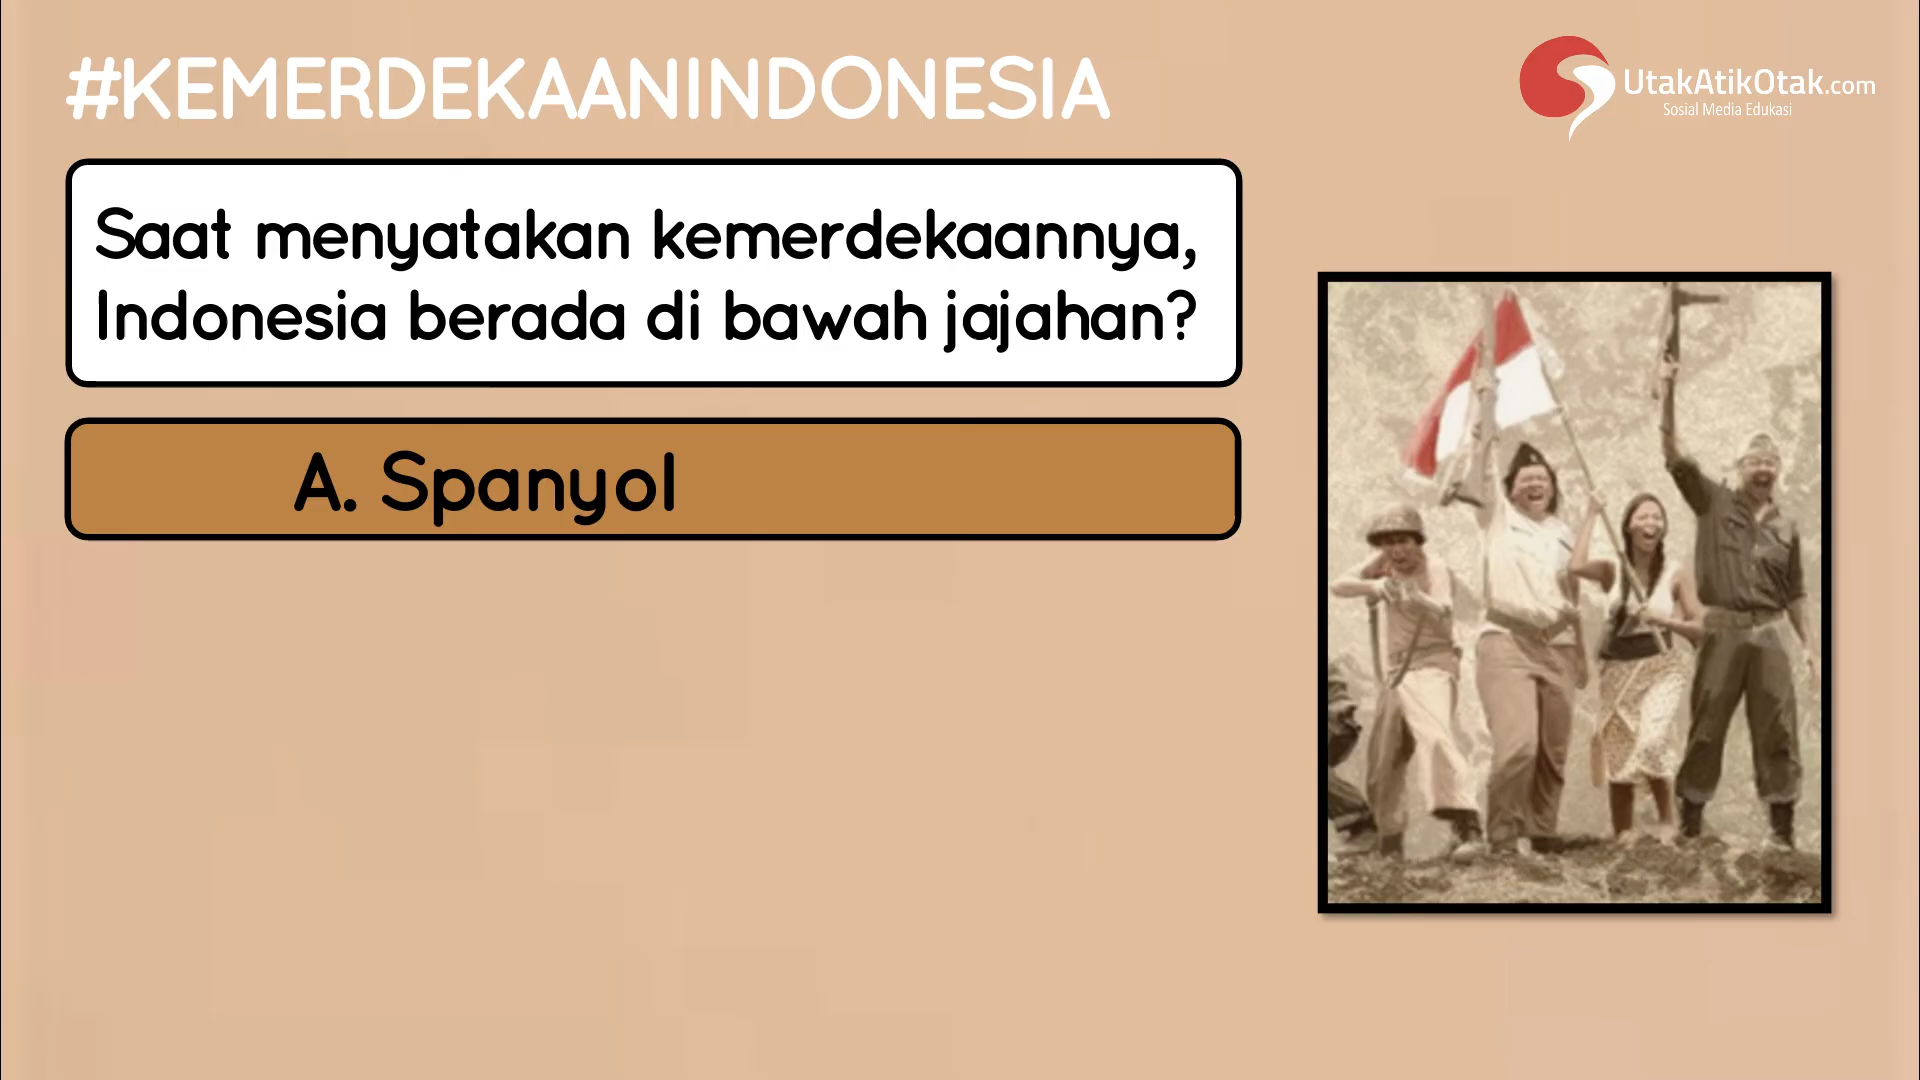 #KEMERDEKAANINDONESIA
UtakAtikOtak.com
Sosial Media Edukasi
Saat menyatakan kemerdekaannya,
Indonesia berada di bawah jajahan?
A. Spanyol